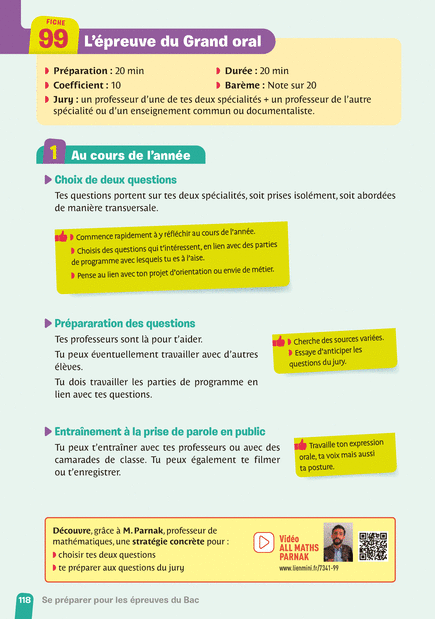 FICHE
99
L'épreuve du Grand oral
Préparation : 20 min
Durée : 20 min
Coefficient : 10
Barème : Note sur 20
Jury : un professeur d'une de tes deux spécialités + un professeur de l'autre
spécialité ou d'un enseignement commun ou documentaliste.
1 Au cours de l'année
Choix de deux questions
Tes questions portent sur tes deux spécialités, soit prises isolément, soit abordées
de manière transversale.
Commence rapidement à y réfléchir au cours de l'année.
Choisis des questions qui t'intéressent, en lien avec des parties
de programme avec lesquels tu es à l'aise.
Pense au lien avec ton projet d'orientation ou envie de métier.
Prépararation des questions
Tes professeurs sont là pour t'aider.
Tu peux éventuellement travailler avec d'autres
élèves.
Tu dois travailler les parties de programme en
lien avec tes questions.
Cherche des sources variées.
Essaye d'anticiper les
questions du jury.
Entraînement à la prise de parole en public
Tu peux t'entraîner avec tes professeurs ou avec des
camarades de classe. Tu peux également te filmer
ou t'enregistrer.
Travaille ton expression
orale, ta voix mais aussi
ta posture.
Découvre, grâce à M. Parnak, professeur de
mathématiques, une stratégie concrète pour :
choisir tes deux questions
te préparer aux questions du jury
Vidéo
ALL MATHS
PARNAK
www.lienmini.fr/7341-99
118 Se préparer pour les épreuves du Bac